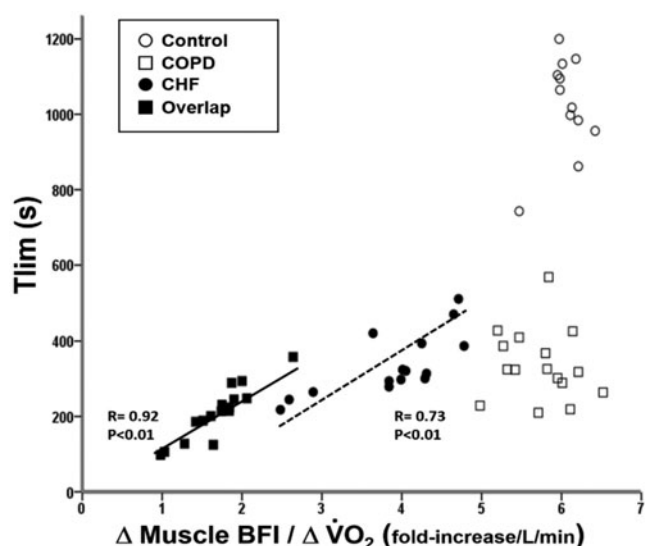 Control
COPD
CHF
Overlap
1200
1000
800
600
400
200
0
Tlim (s)
R= 0.92
P<0.01
R= 0.73
P<0.01
0 1 2 3 4 5 6 7
Δ Muscle BFI / Δ V̇O₂ (fold-increase/L/min)